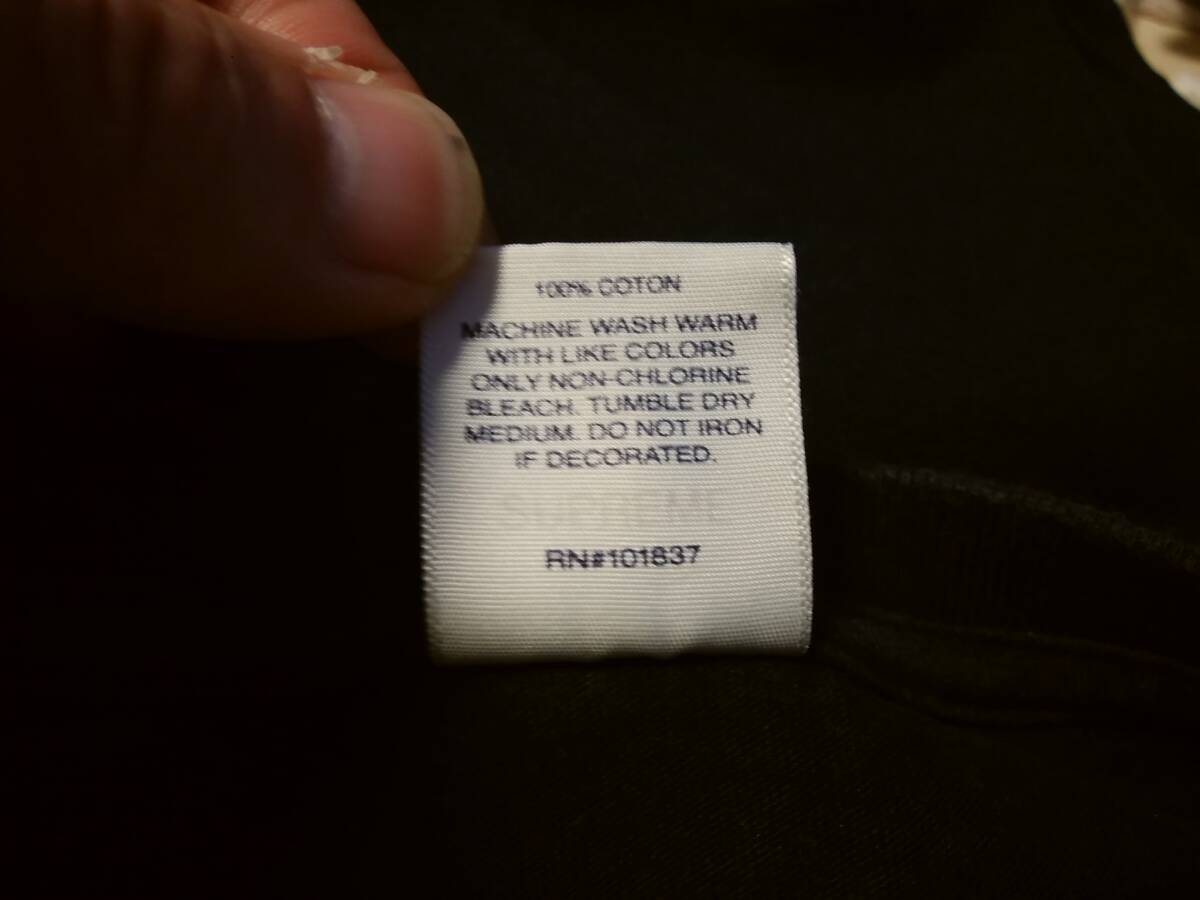 100% COTON
MACHINE WASH WARM
WITH LIKE COLORS
ONLY NON-CHLORINE
BLEACH. TUMBLE DRY
MEDIUM. DO NOT IRON
IF DECORATED.
SUPREME
RN#101837